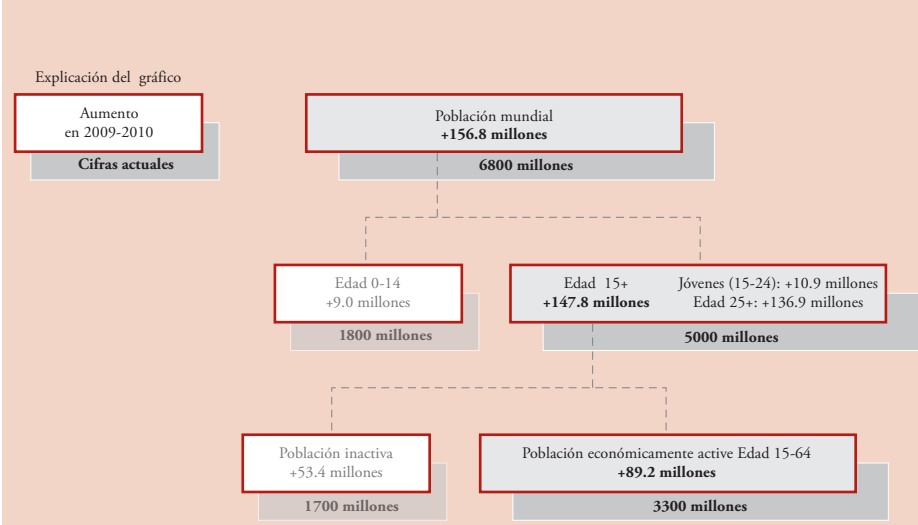 Explicación del gráfico
Aumento
en 2009-2010
Cifras actuales
Población mundial
+156.8 millones
6800 millones
Edad 0-14
+9.0 millones
1800 millones
Edad 15+
+147.8 millones
Jóvenes (15-24): +10.9 millones
Edad 25+: +136.9 millones
5000 millones
Población inactiva
+53.4 millones
1700 millones
Población económicamente active Edad 15-64
+89.2 millones
3300 millones